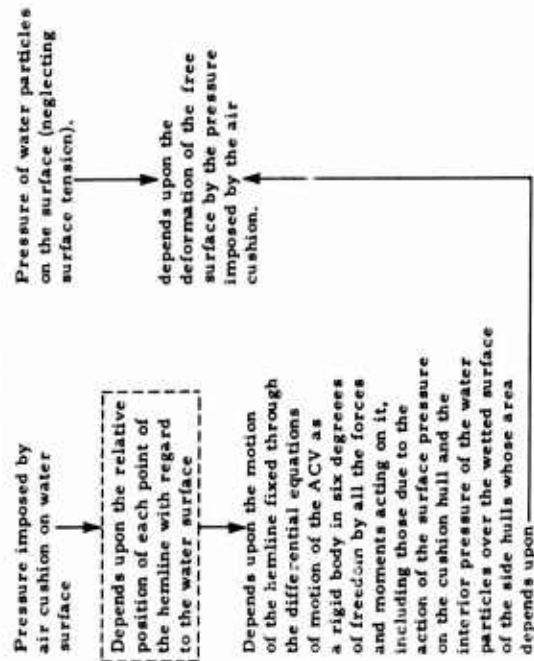 Pressure imposed by
air cushion on water
surface
Depends upon the relative
position of each point of
the hemline with regard
to the water surface
Depends upon the motion
of the hemline fixed through
the differential equations
of motion of the ACV as
a rigid body in six degreees
of freedom by all the forces
and moments acting on it,
including those due to the
action of the surface pressure
on the cushion hull and the
interior pressure of the water
particles over the wetted surface
of the side hulls whose area
depends upon
Pressure of water particles
on the surface (neglecting
surface tension).
depends upon the
deformation of the free
surface by the pressure
imposed by the air
cushion.